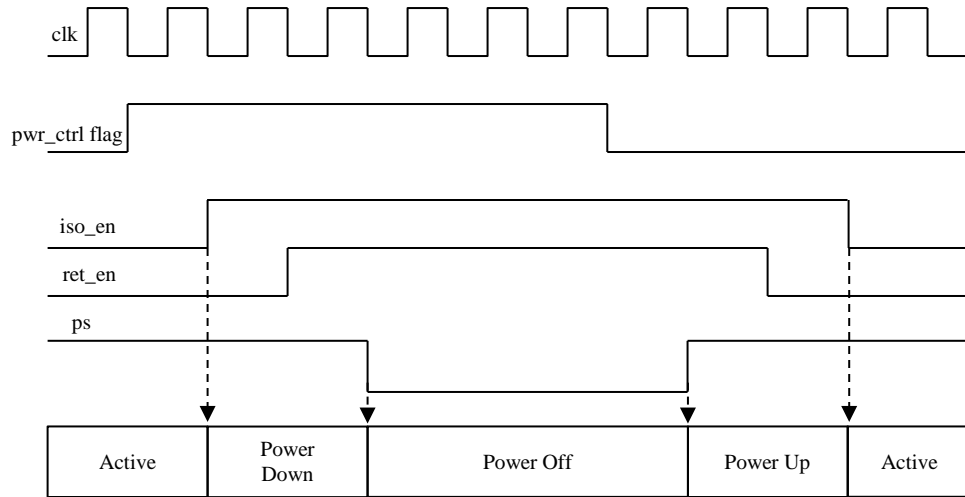 clk
pwr_ctrl flag
iso_en
ret_en
ps
Active
Power
Down
Power Off
Power Up
Active